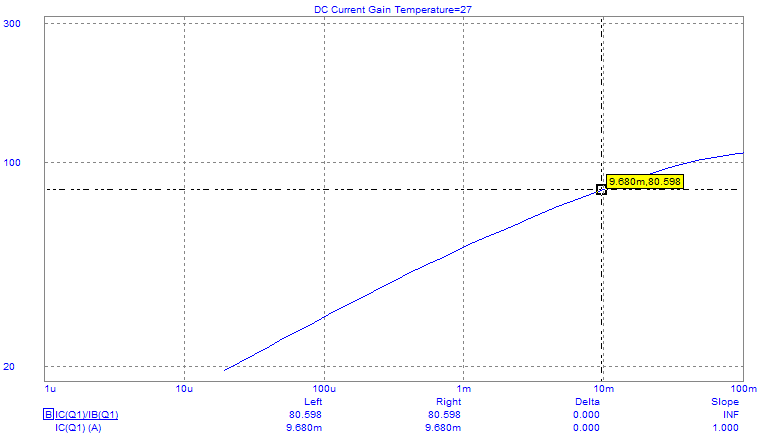 DC Current Gain Temperature=27
300
100
9.680m,80.598
20
1u 10u 100u 1m 10m 100m
Left Right Delta Slope
B IC(Q1)/IB(Q1) 80.598 80.598 0.000 INF
IC(Q1) (A) 9.680m 9.680m 0.000 1.000